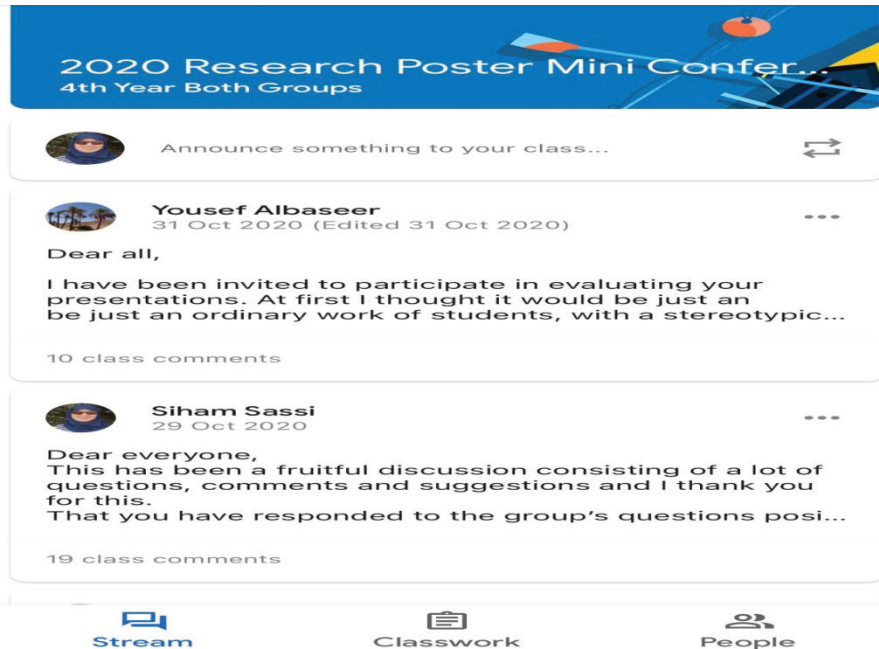 2020 Research Poster Mini Confer...
4th Year Both Groups
Announce something to your class...
Yousef Albaseer
31 Oct 2020 (Edited 31 Oct 2020)
Dear all,
I have been invited to participate in evaluating your
presentations. At first I thought it would be just an
be just an ordinary work of students, with a stereotypic...
10 class comments
Siham Sassi
29 Oct 2020
Dear everyone,
This has been a fruitful discussion consisting of a lot of
questions, comments and suggestions and I thank you
for this.
That you have responded to the group's questions posi...
19 class comments
Stream
Classwork
People